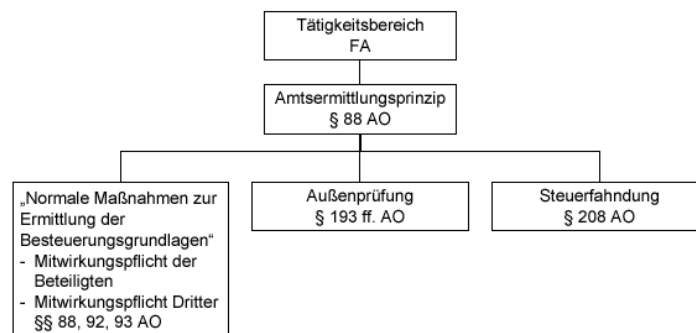 Tätigkeitsbereich
FA
Amtsermittlungsprinzip
§ 88 AO
„Normale Maßnahmen zur
Ermittlung der
Besteuerungsgrundlagen“
- Mitwirkungspflicht der
Beteiligten
- Mitwirkungspflicht Dritter
§§ 88, 92, 93 AO
Außenprüfung
§ 193 ff. AO
Steuerfahndung
§ 208 AO